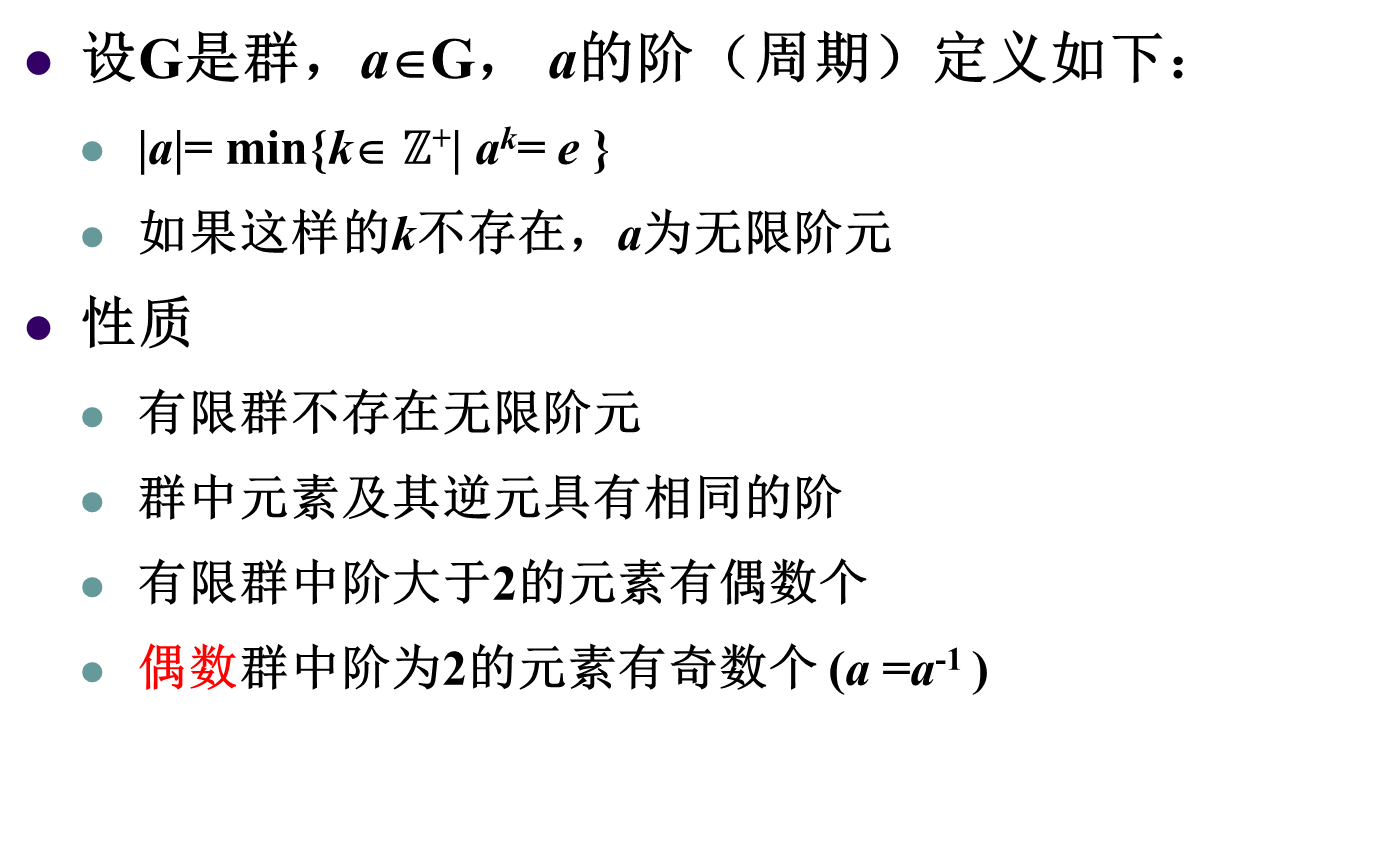 设G是群，a∈G， a的阶（周期）定义如下：
|a|= min{k∈ ℤ⁺| aᵏ= e }
如果这样的k不存在，a为无限阶元
性质
有限群不存在无限阶元
群中元素及其逆元具有相同的阶
有限群中阶大于2的元素有偶数个
偶数群中阶为2的元素有奇数个 (a =a⁻¹ )